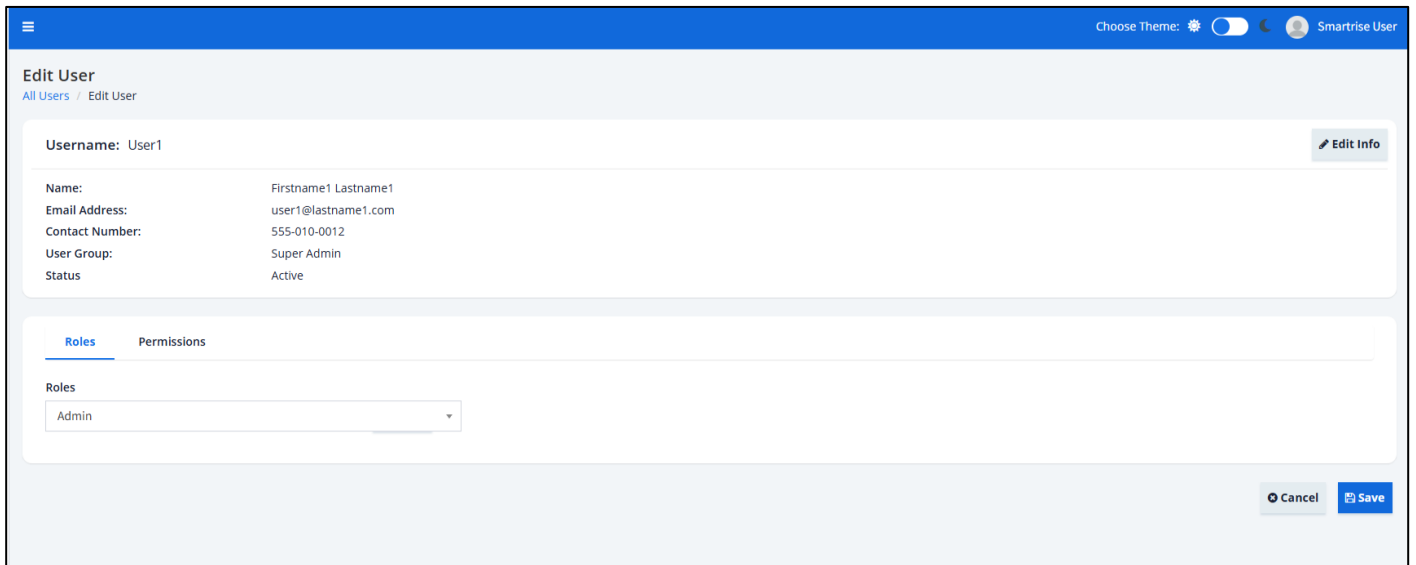 Choose Theme: Smartrise User
Edit User
All Users / Edit User
Username: User1 Edit Info
Name: Firstname1 Lastname1
Email Address: user1@lastname1.com
Contact Number: 555-010-0012
User Group: Super Admin
Status Active
Roles Permissions
Roles
Admin
Cancel Save